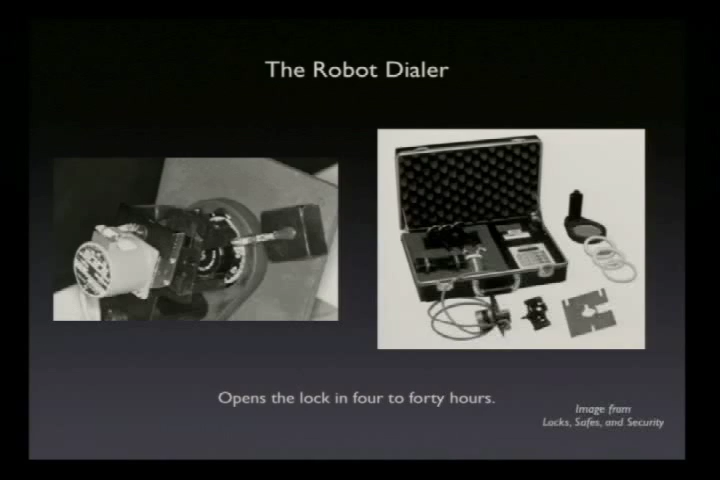 The Robot Dialer
Opens the lock in four to forty hours.
Image from
Locks, Safes, and Security